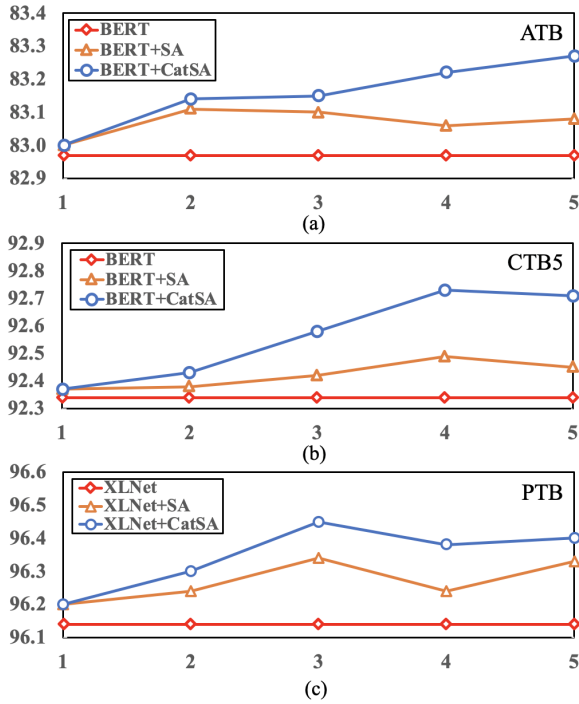 83.4
BERT
ATB
83.3
BERT+SA
83.2
BERT+CatSA
83.1
83.0
82.9
1 2 3 4 5
(a)
92.9
BERT
CTB5
92.8
BERT+SA
92.7
BERT+CatSA
92.6
92.5
92.4
92.3
1 2 3 4 5
(b)
96.6
XLNet
PTB
96.5
XLNet+SA
96.4
XLNet+CatSA
96.3
96.2
96.1
1 2 3 4 5
(c)